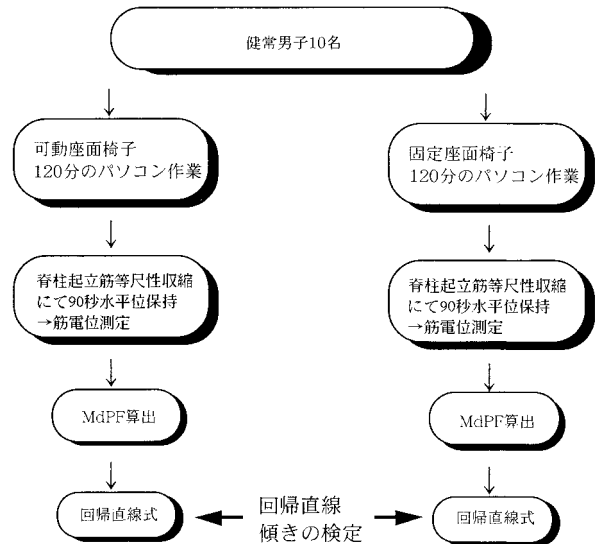 健常男子10名
可動座面椅子
120分のパソコン作業
固定座面椅子
120分のパソコン作業
脊柱起立筋等尺性収縮
にて90秒水平位保持
→筋電位測定
脊柱起立筋等尺性収縮
にて90秒水平位保持
→筋電位測定
MdPF算出
MdPF算出
回帰直線式
回帰直線
傾きの検定
回帰直線式